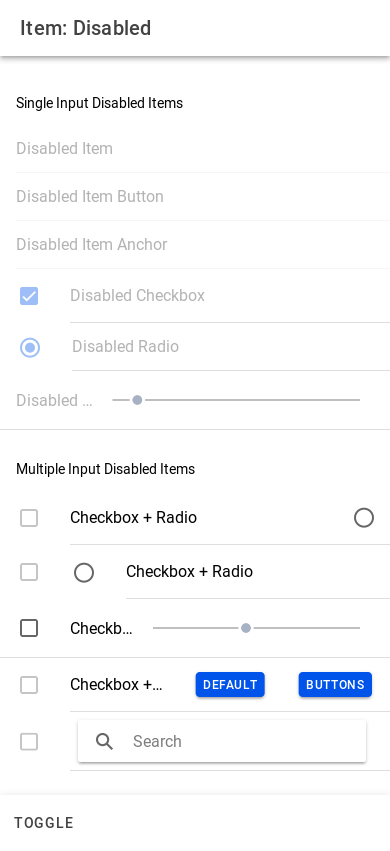 Item: Disabled
Single Input Disabled Items
Disabled Item
Disabled Item Button
Disabled Item Anchor
Disabled Checkbox
Disabled Radio
Disabled ...
Multiple Input Disabled Items
Checkbox + Radio
Checkbox + Radio
Checkb...
Checkbox +... DEFAULT BUTTONS
Search
TOGGLE